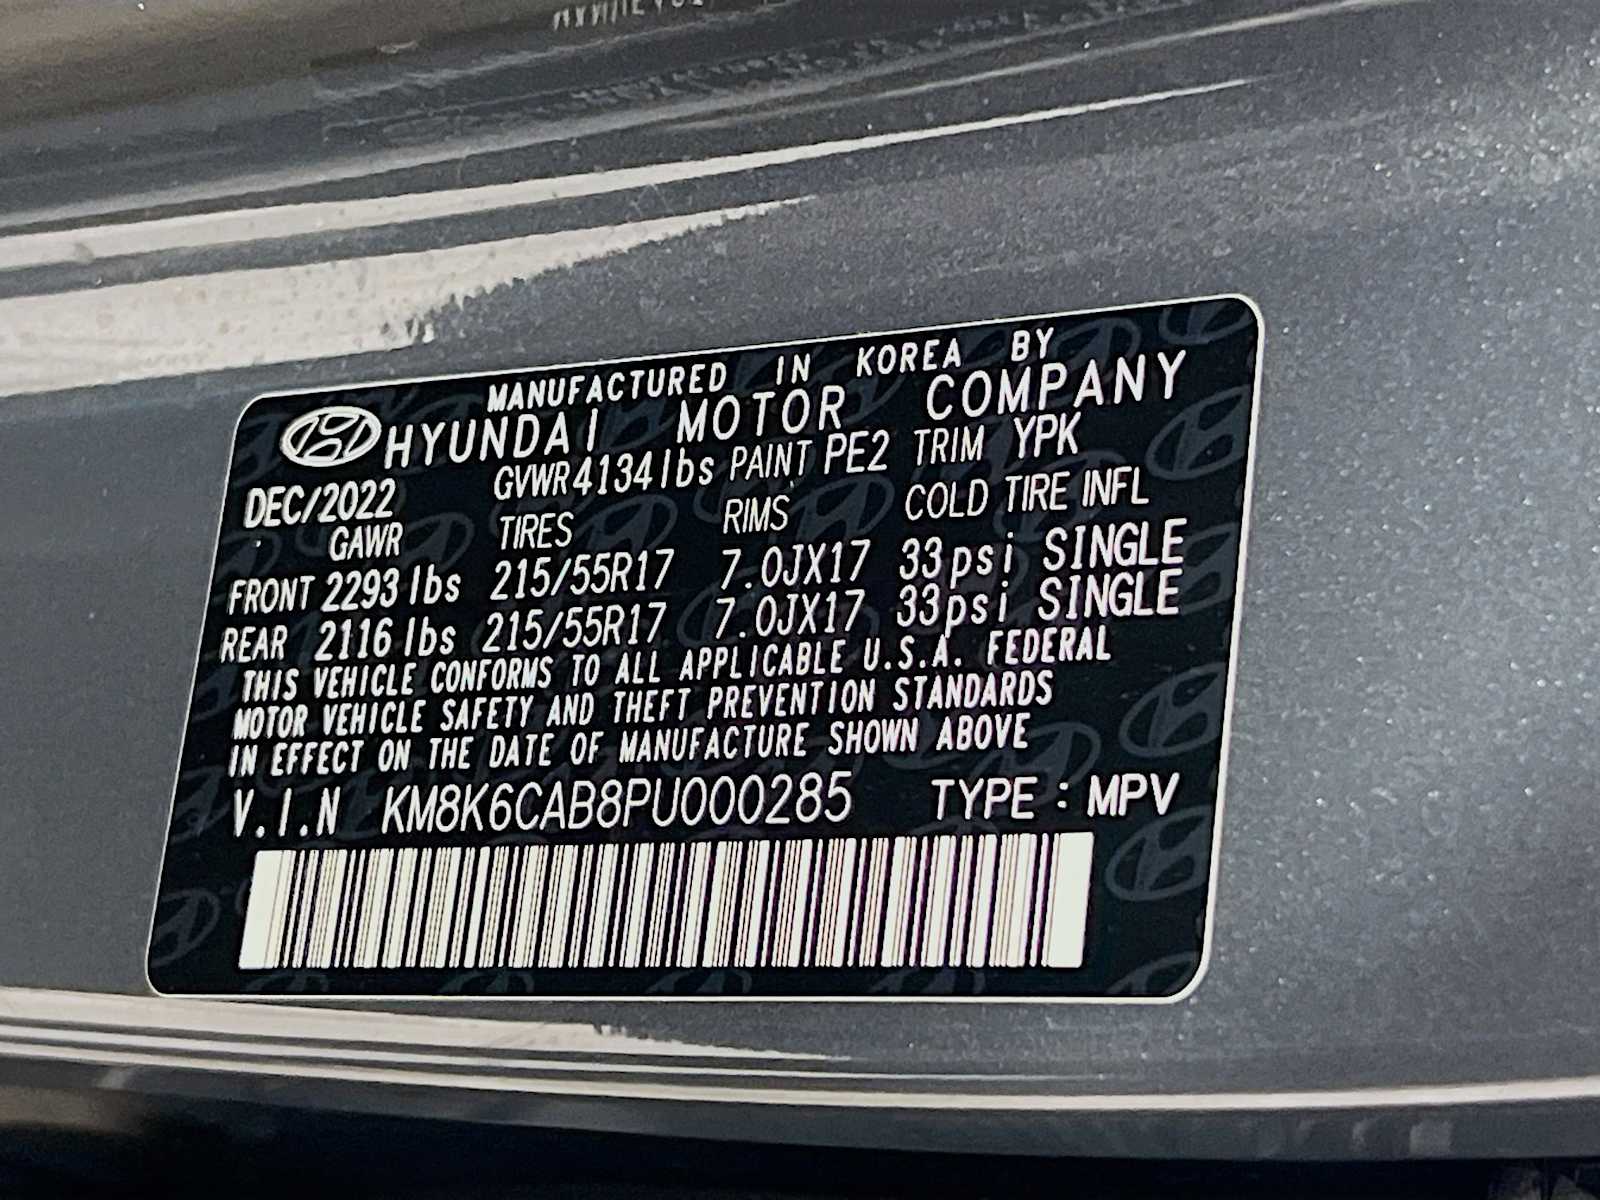 MANUFACTURED IN KOREA BY
HYUNDAI MOTOR COMPANY
DEC/2022 GVWR 4134 lbs PAINT PE2 TRIM YPK
GAWR TIRES RIMS COLD TIRE INFL
FRONT 2293 lbs 215/55R17 7.0JX17 33psi SINGLE
REAR 2116 lbs 215/55R17 7.0JX17 33psi SINGLE
THIS VEHICLE CONFORMS TO ALL APPLICABLE U.S.A. FEDERAL
MOTOR VEHICLE SAFETY AND THEFT PREVENTION STANDARDS
IN EFFECT ON THE DATE OF MANUFACTURE SHOWN ABOVE
V.I.N KM8K6CAB8PU000285 TYPE : MPV